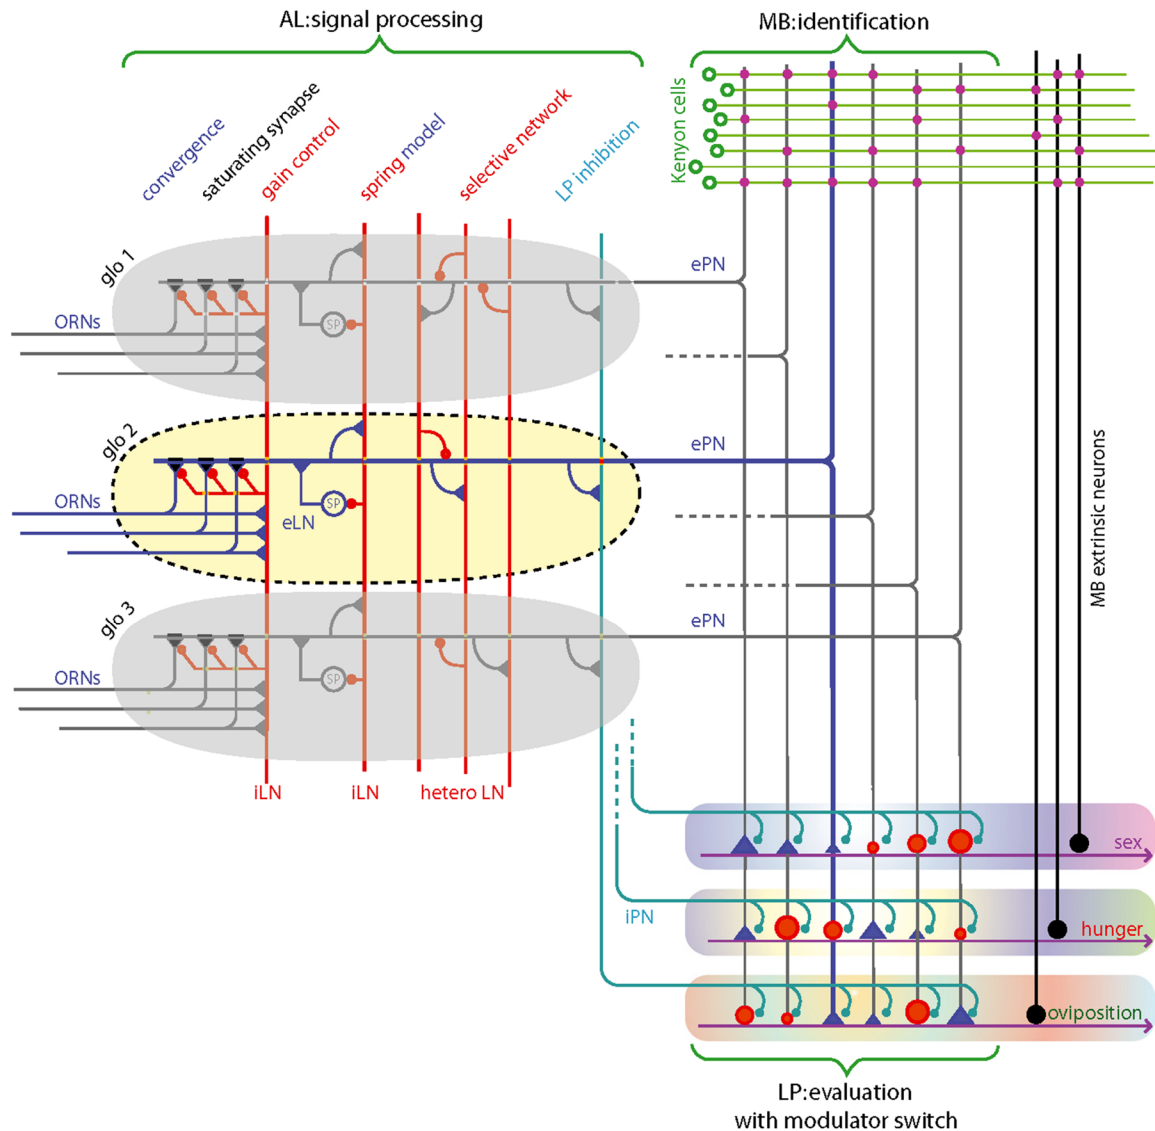 AL:signal processing
MB:identification
convergence
saturating synapse
gain control
spring model
selective network
LP inhibition
Kenyon cells
glo 1
ePN
ORNs
SP
glo 2
ePN
ORNs
eLN
SP
MB extrinsic neurons
glo 3
ePN
ORNs
SP
iLN
iLN
hetero LN
sex
iPN
hunger
oviposition
LP:evaluation
with modulator switch